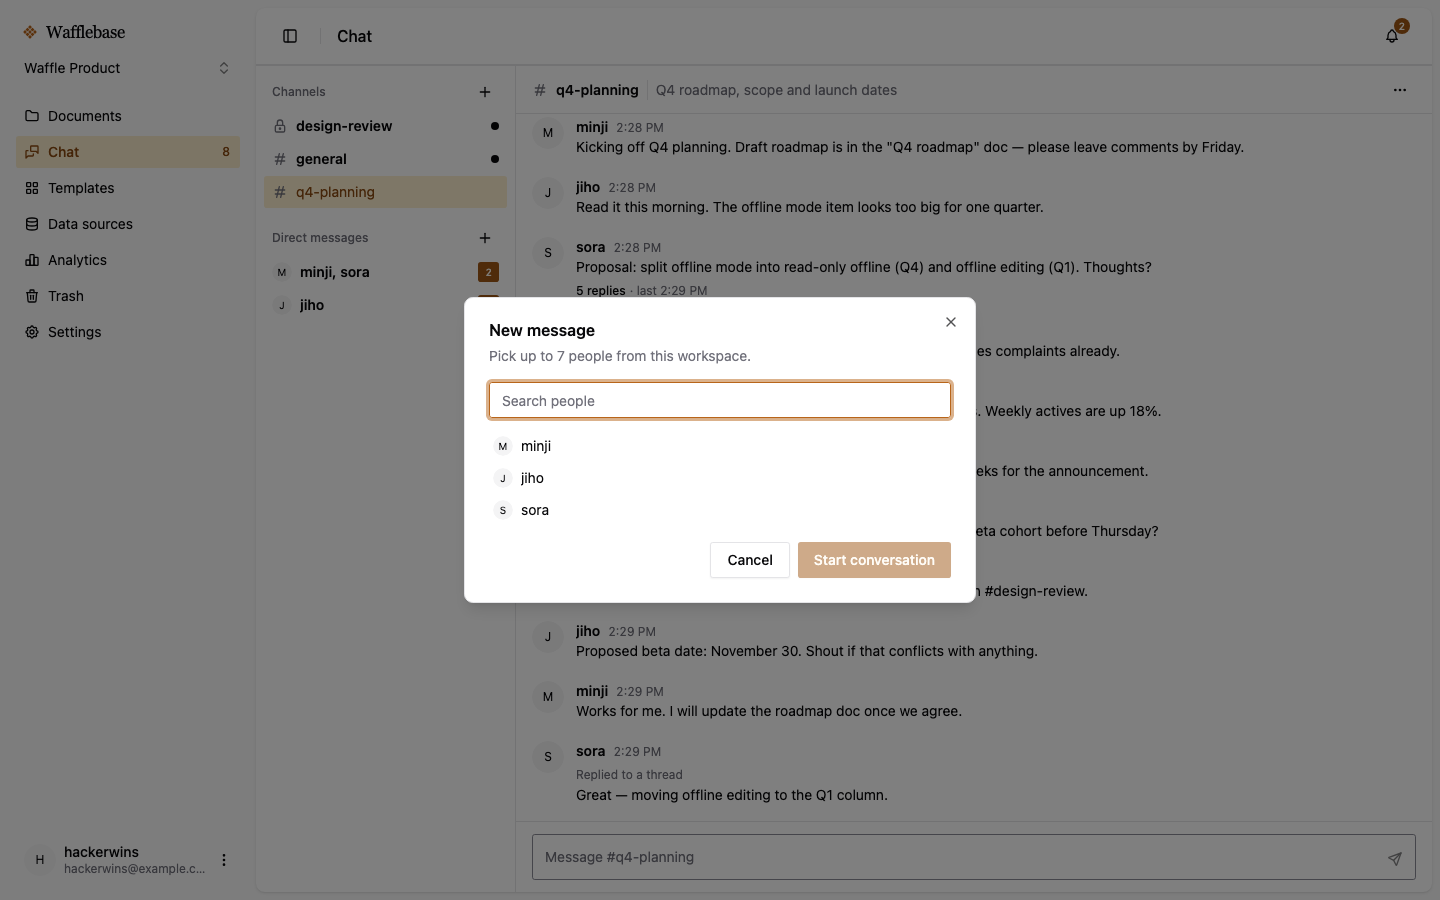 Wafflebase
Waffle Product
Documents
Chat 8
Templates
Data sources
Analytics
Trash
Settings
H
hackerwins
hackerwins@example.c...
Chat
2
Channels
design-review
# general
# q4-planning
Direct messages
M minji, sora 2
J jiho
# q4-planning Q4 roadmap, scope and launch dates
M
minji 2:28 PM
Kicking off Q4 planning. Draft roadmap is in the "Q4 roadmap" doc — please leave comments by Friday.
J
jiho 2:28 PM
Read it this morning. The offline mode item looks too big for one quarter.
S
sora 2:28 PM
Proposal: split offline mode into read-only offline (Q4) and offline editing (Q1). Thoughts?
5 replies · last 2:29 PM
complaints already.
Weekly actives are up 18%.
for the announcement.
cohort before Thursday?
#design-review.
J
jiho 2:29 PM
Proposed beta date: November 30. Shout if that conflicts with anything.
M
minji 2:29 PM
Works for me. I will update the roadmap doc once we agree.
S
sora 2:29 PM
Replied to a thread
Great — moving offline editing to the Q1 column.
Message #q4-planning
New message
Pick up to 7 people from this workspace.
Search people
M minji
J jiho
S sora
Cancel
Start conversation